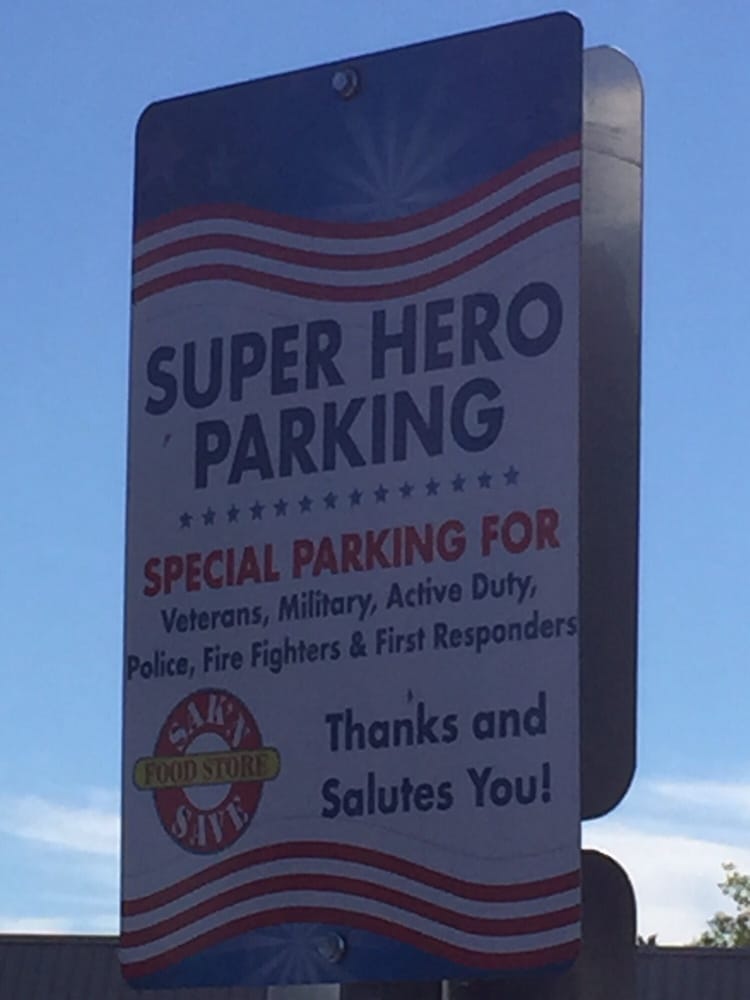 SUPER HERO
PARKING
SPECIAL PARKING FOR
Veterans, Military, Active Duty,
Police, Fire Fighters & First Responders
SAK'N
FOOD STORE
SAVE
Thanks and
Salutes You!